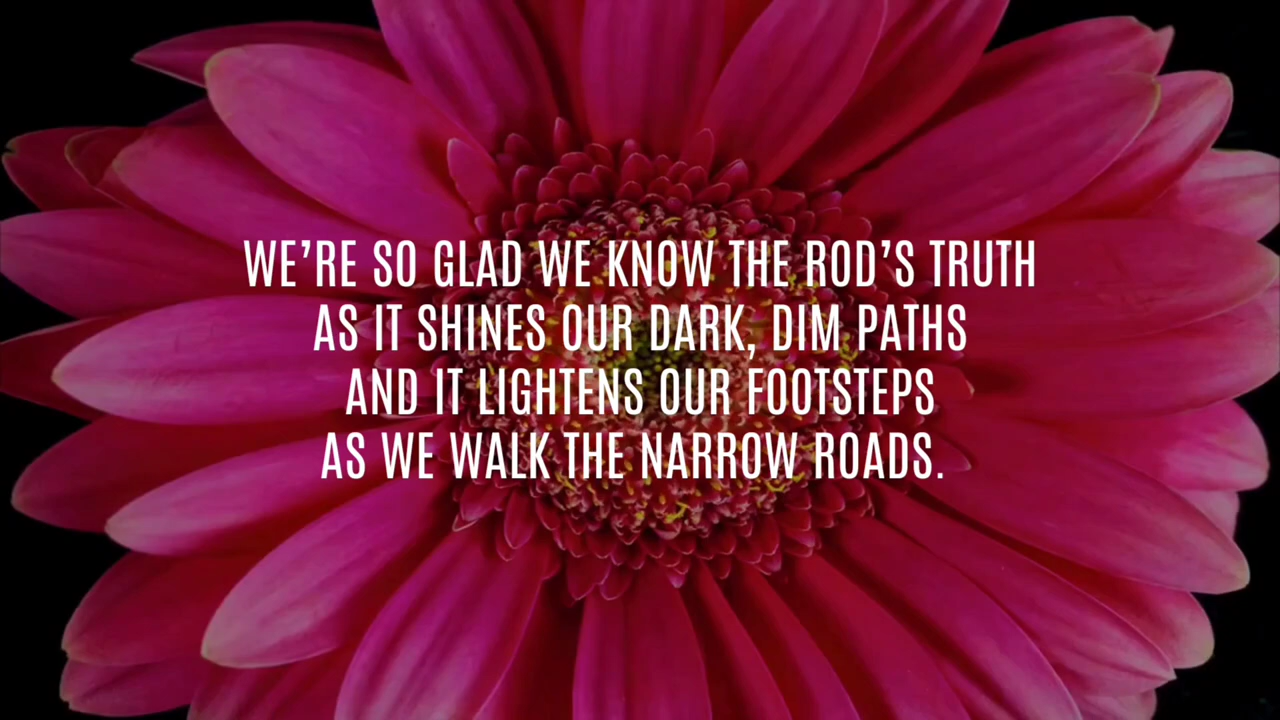 WE’RE SO GLAD WE KNOW THE ROD’S TRUTH
AS IT SHINES OUR DARK, DIM PATHS
AND IT LIGHTENS OUR FOOTSTEPS
AS WE WALK THE NARROW ROADS.